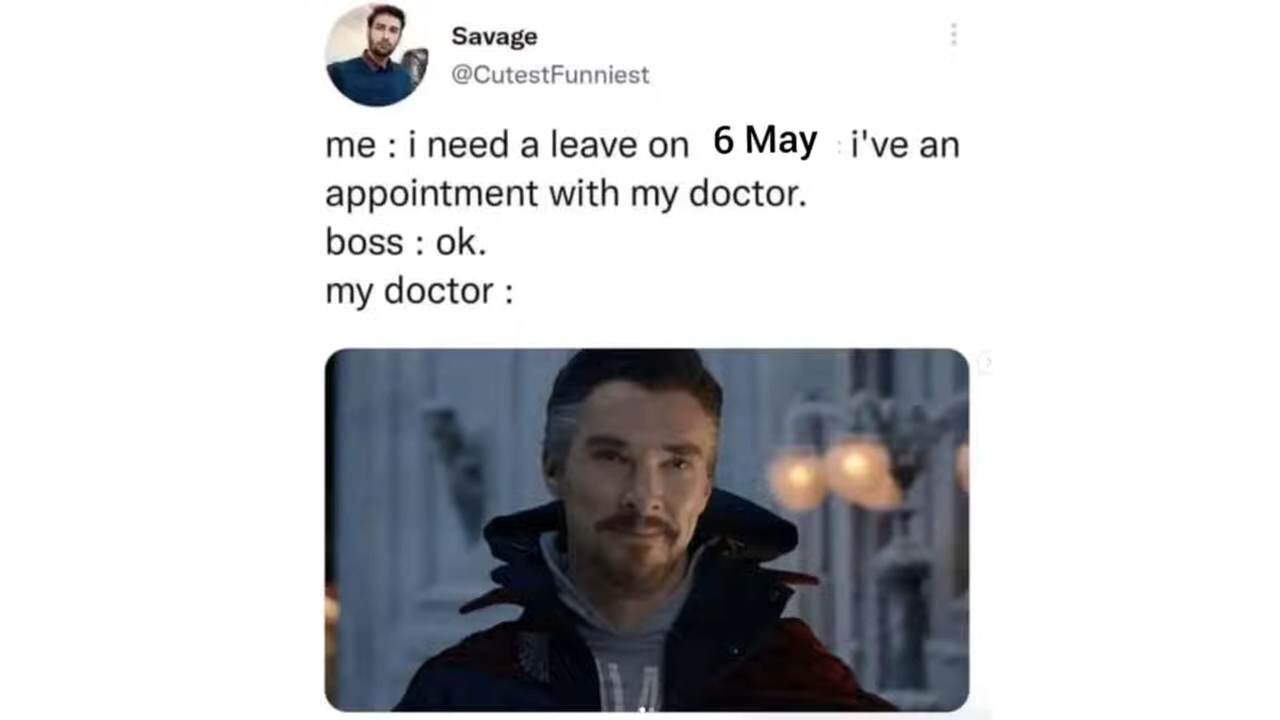 Savage
@CutestFunniest
me : i need a leave on 6 May : i've an
appointment with my doctor.
boss : ok.
my doctor :